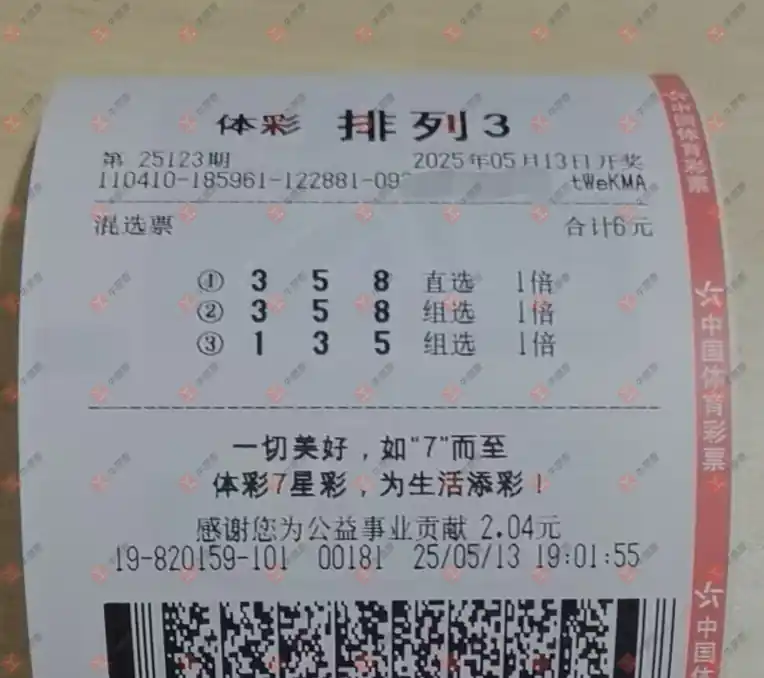 体彩 排列3
第 25123期 2025年05月13日开奖
110410-185961-122881-09 tWeKMA
混选票 合计6元
① 3 5 8 直选 1倍
② 3 5 8 组选 1倍
③ 1 3 5 组选 1倍
一切美好，如“7”而至
体彩7星彩，为生活添彩！
感谢您为公益事业贡献 2.04元
19-820159-101 00181 25/05/13 19:01:55
中国体育彩票
中国体育彩票
中国体